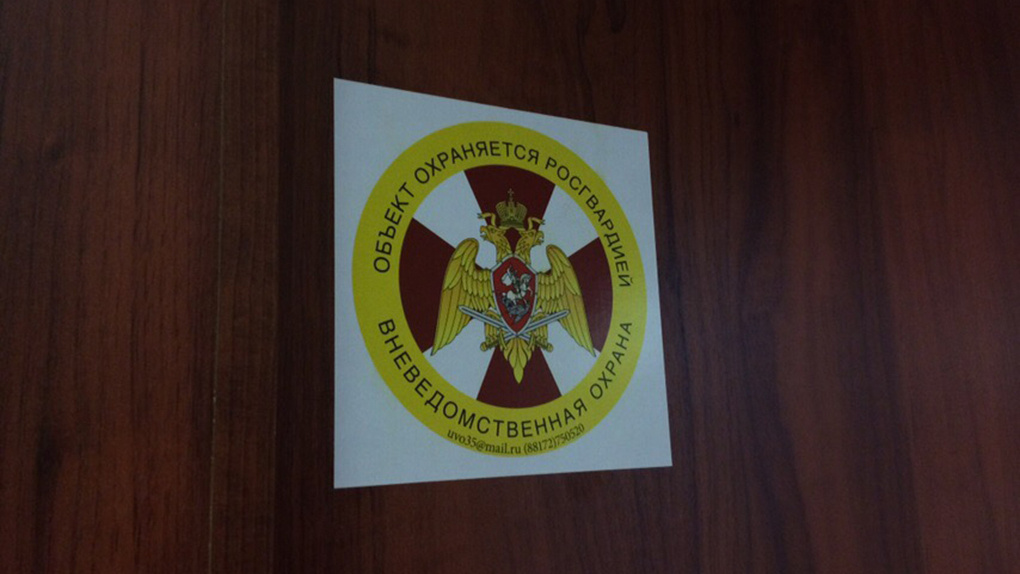 ОБЪЕКТ ОХРАНЯЕТСЯ РОСГВАРДИЕЙ
ВНЕВЕДОМСТВЕННАЯ ОХРАНА
uvo35@mail.ru (88172)750520